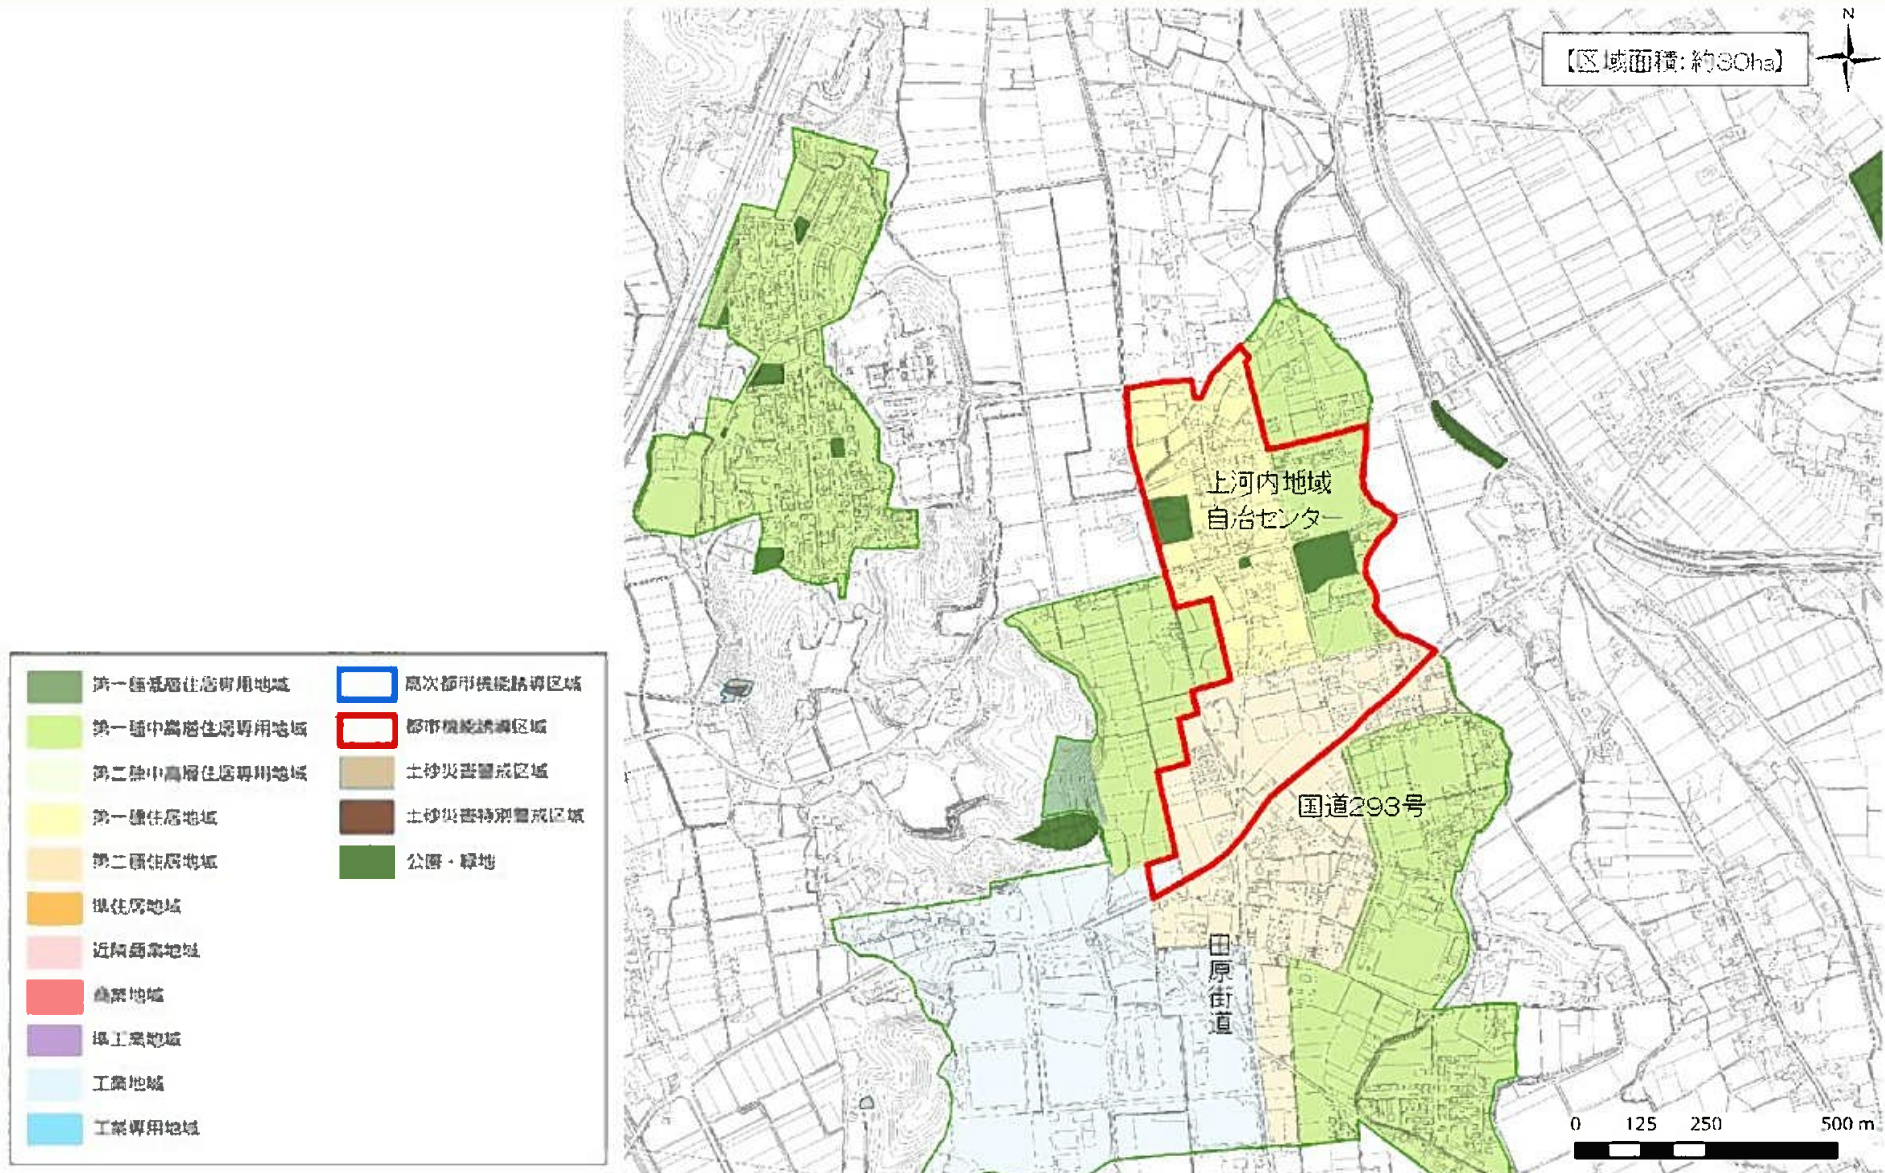 N
【区域面積:約30ha】
上河内地域
自治センター
国道293号
田原街道
第一種低層住居専用地域
第一種中高層住居専用地域
第二種中高層住居専用地域
第一種住居地域
第二種住居地域
準住居地域
近隣商業地域
商業地域
準工業地域
工業地域
工業専用地域
高次都市機能誘導区域
都市機能誘導区域
土砂災害警戒区域
土砂災害特別警戒区域
公園・緑地
0 125 250 500 m